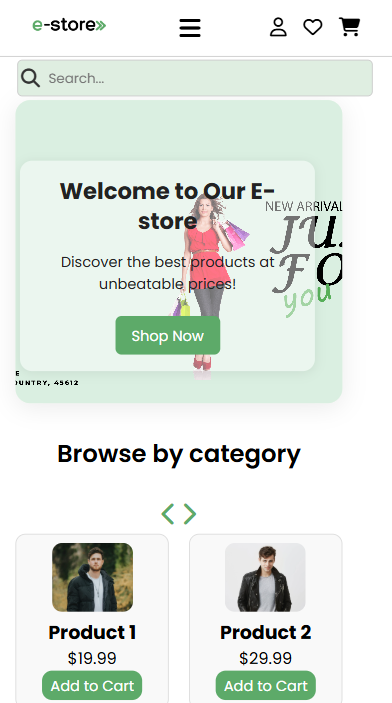 e-store»
Search...
NEW ARRIVAL
Welcome to Our E-
store
JU
FO
you
Discover the best products at
unbeatable prices!
Shop Now
E
OUNTRY, 45612
Browse by category
Product 1
$19.99
Add to Cart
Product 2
$29.99
Add to Cart